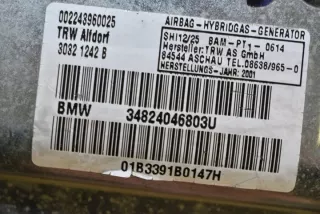 002243960025
TRW Alfdorf
3032 1242 B
AIRBAG-HYBRIDGAS-GENERATOR
SHI12/25 BAM-PT1-0614
Hersteller:TRW AS GmbH
84544 ASCHAU TEL.08638/965-0
HERSTELLUNGS-JAHR:2001
BMW 34824046803U
01B3391B0147H